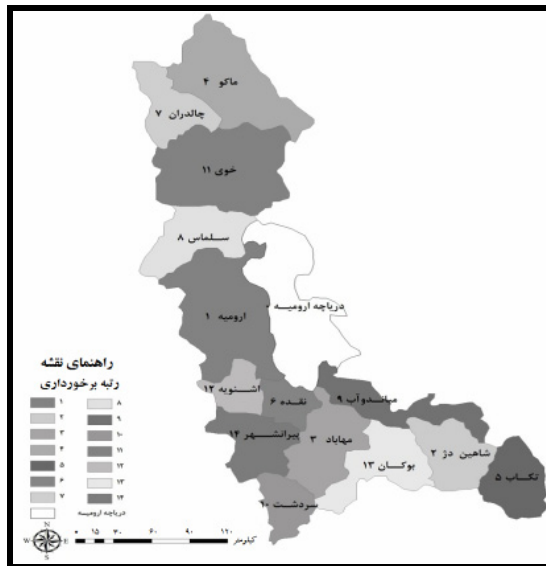 ماکو ۴
چالدران ۷
خوی ۱۱
سلماس ۸
دریاچه ارومیه
ارومیه ۱
اشنویه ۱۲
نقده ۶
میاندوآب ۹
پیرانشهر ۱۴
مهاباد ۳
بوکان ۱۳
شاهین دژ ۲
تکاب ۵
سردشت ۱۰
راهنمای نقشه
رتبه برخورداری
۱
۲
۳
۴
۵
۶
۷
دریاچه ارومیه
۸
۹
۱۰
۱۱
۱۲
۱۳
۱۴
N
W E
S
۰ ۱۵ ۳۰ ۶۰ ۹۰ ۱۲۰
کیلومتر